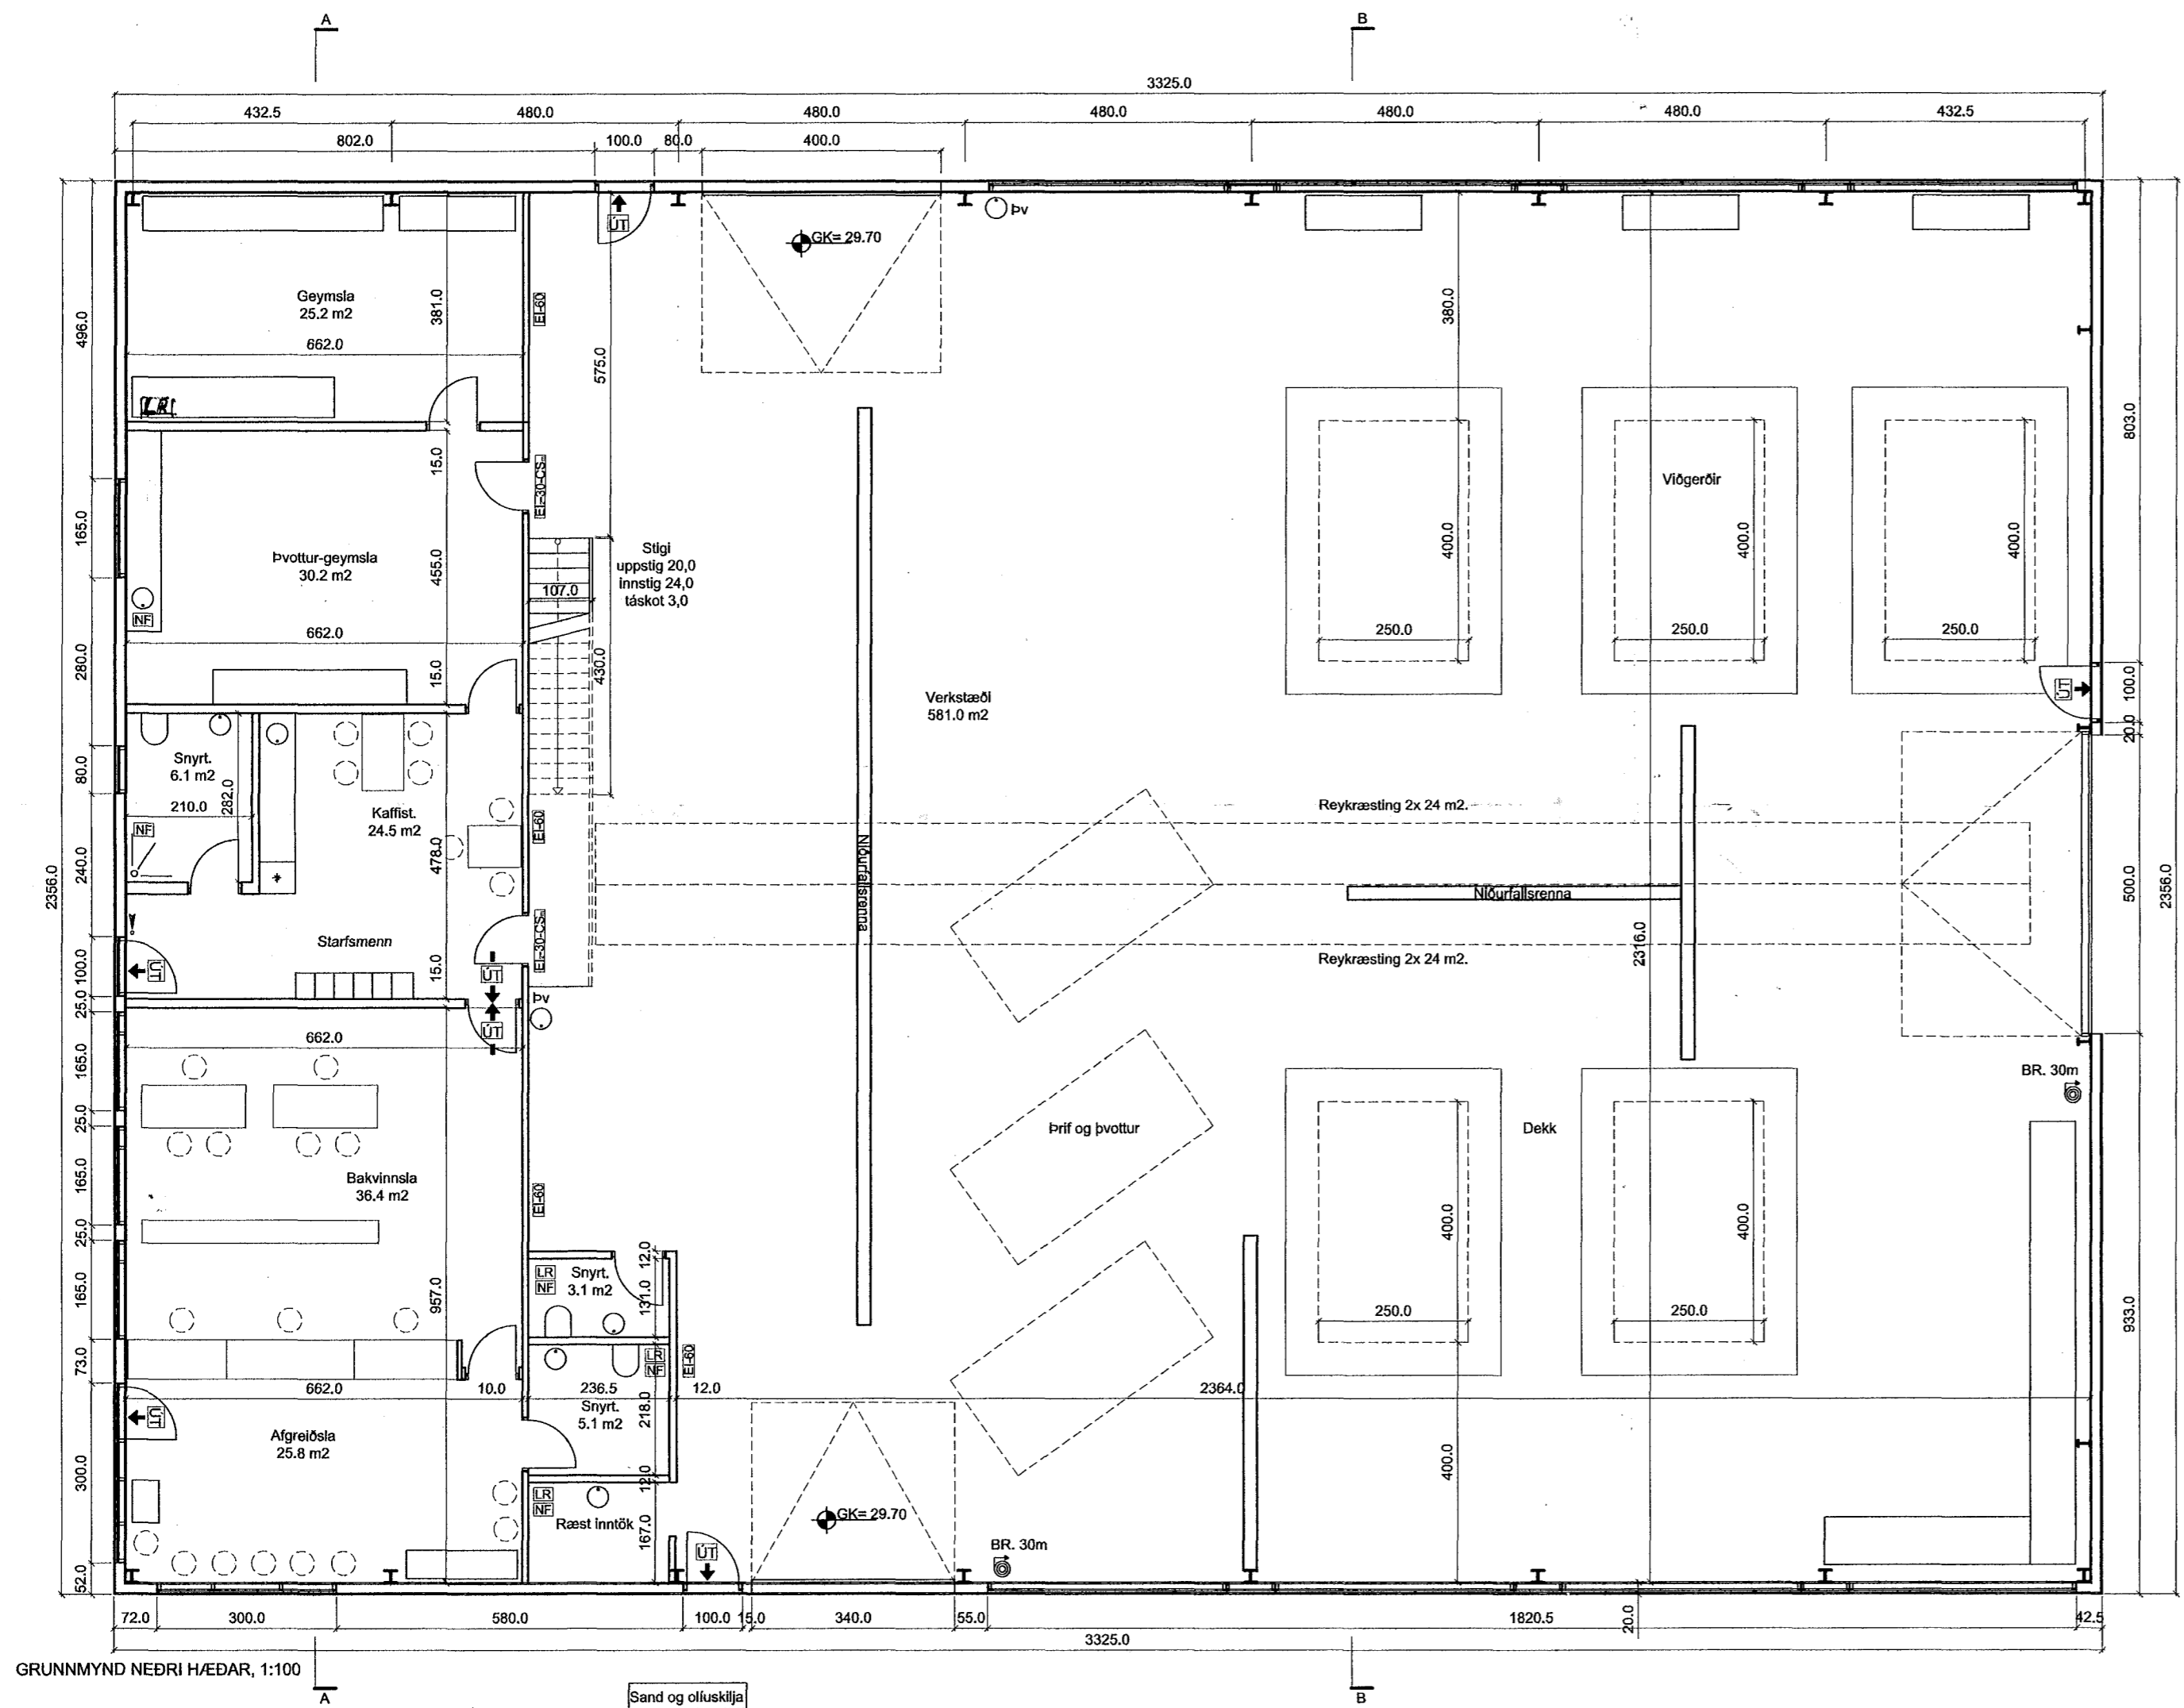 A
B
3325.0
432.5
480.0
480.0
480.0
480.0
480.0
432.5
802.0
100.0
80.0
400.0
ÚT
GK= 29.70
Þv
Geymsla
25.2 m2
662.0
381.0
EI-60
575.0
380.0
LR
496.0
803.0
15.0
EI-30-CS
Viðgerðir
400.0
400.0
400.0
250.0
250.0
250.0
165.0
Þvottur-geymsla
30.2 m2
455.0
NF
662.0
Stigi
uppstig 20,0
innstig 24,0
táskot 3,0
107.0
430.0
280.0
15.0
Verkstæði
581.0 m2
ÚT
100.0
20.0
Snyrt.
6.1 m2
210.0
282.0
NF
80.0
Kaffist.
24.5 m2
478.0
EI-60
Reykræsting 2x 24 m2.
Niðurfallsrenna
Niðurfallsrenna
Reykræsting 2x 24 m2.
2316.0
500.0
2356.0
2356.0
2240.0
Starfsmenn
EI-30-CS
ÚT
100.0
15.0
ÚT
ÚT
25.0
Þv
662.0
165.0
BR. 30m
25.0
Þrif og þvottur
Dekk
165.0
Bakvinnsla
36.4 m2
EI-60
400.0
400.0
25.0
12.0
LR
NF
Snyrt.
3.1 m2
131.0
165.0
957.0
250.0
250.0
933.0
73.0
LR
NF
EI-60
662.0
10.0
236.5
12.0
2364.0
ÚT
Snyrt.
5.1 m2
218.0
Afgreiðsla
25.8 m2
300.0
400.0
12.0
LR
NF
Ræst inntök
167.0
GK= 29.70
ÚT
BR. 30m
52.0
72.0
300.0
580.0
100.0
15.0
340.0
55.0
1820.5
20.0
42.5
3325.0
GRUNNMYND NEÐRI HÆÐAR, 1:100
A
Sand og olíuskilja
B